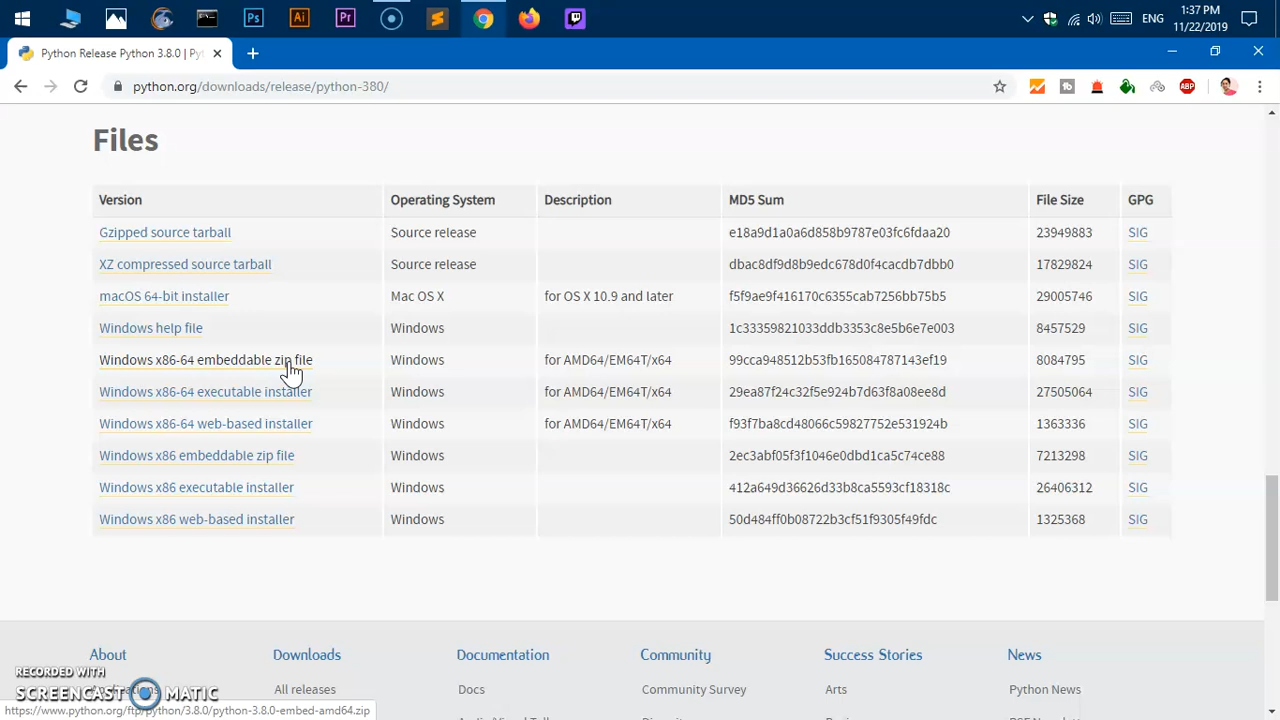 Ps
Ai
Pr
ENG
1:37 PM
11/22/2019
Python Release Python 3.8.0 | Pyt
python.org/downloads/release/python-380/
ABP
Files
Version Operating System Description MD5 Sum File Size GPG
Gzipped source tarball Source release e18a9d1a0a6d858b9787e03fc6fdaa20 23949883 SIG
XZ compressed source tarball Source release dbac8df9d8b9edc678d0f4cacdb7dbb0 17829824 SIG
macOS 64-bit installer Mac OS X for OS X 10.9 and later f5f9ae9f416170c6355cab7256bb75b5 29005746 SIG
Windows help file Windows 1c33359821033ddb3353c8e5b6e7e003 8457529 SIG
Windows x86-64 embeddable zip file Windows for AMD64/EM64T/x64 99cca948512b53fb165084787143ef19 8084795 SIG
Windows x86-64 executable installer Windows for AMD64/EM64T/x64 29ea87f24c32f5e924b7d63f8a08ee8d 27505064 SIG
Windows x86-64 web-based installer Windows for AMD64/EM64T/x64 f93f7ba8cd48066c59827752e531924b 1363336 SIG
Windows x86 embeddable zip file Windows 2ec3abf05f3f1046e0dbd1ca5c74ce88 7213298 SIG
Windows x86 executable installer Windows 412a649d36626d33b8ca5593cf18318c 26406312 SIG
Windows x86 web-based installer Windows 50d484ff0b08722b3cf51f9305f49fdc 1325368 SIG
About Downloads Documentation Community Success Stories News
RECORDED WITH
SCREENCAST MATIC
All releases Docs Community Survey Arts Python News
https://www.python.org/ftp/python/3.8.0/python-3.8.0-embed-amd64.zip